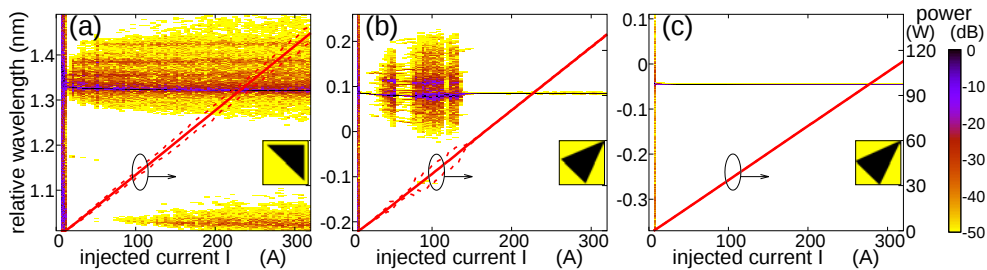 (a)
(b)
(c)
power
(W)
(dB)
relative wavelength (nm)
1.4
1.3
1.2
1.1
0.2
0.1
0
-0.1
-0.2
0.1
0
-0.1
-0.2
-0.3
120
90
60
30
0
0
-10
-20
-30
-40
-50
0 100 200 300
0 100 200 300
0 100 200 300
injected current I (A)
injected current I (A)
injected current I (A)